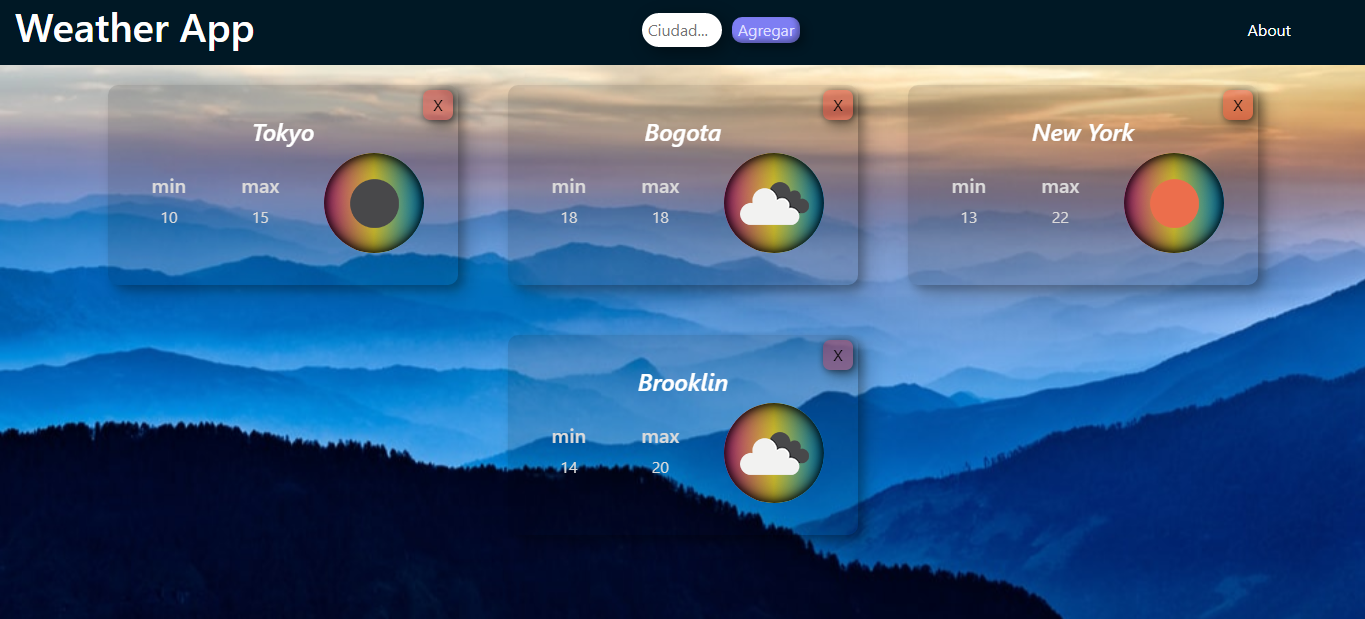 Weather App
Ciudad...
Agregar
About
X
Tokyo
min max
10 15
X
Bogota
min max
18 18
X
New York
min max
13 22
X
Brooklin
min max
14 20